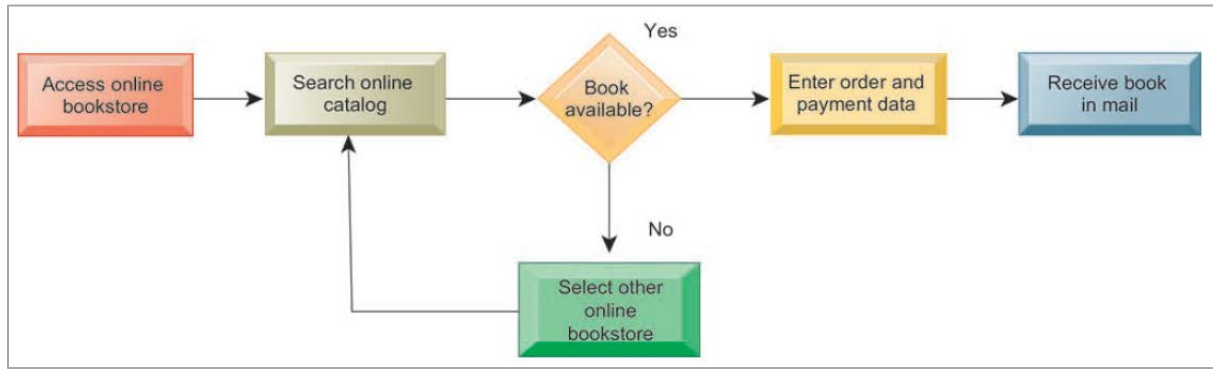 Access online
bookstore
Search online
catalog
Book
available?
Yes
Enter order and
payment data
Receive book
in mail
No
Select other
online
bookstore